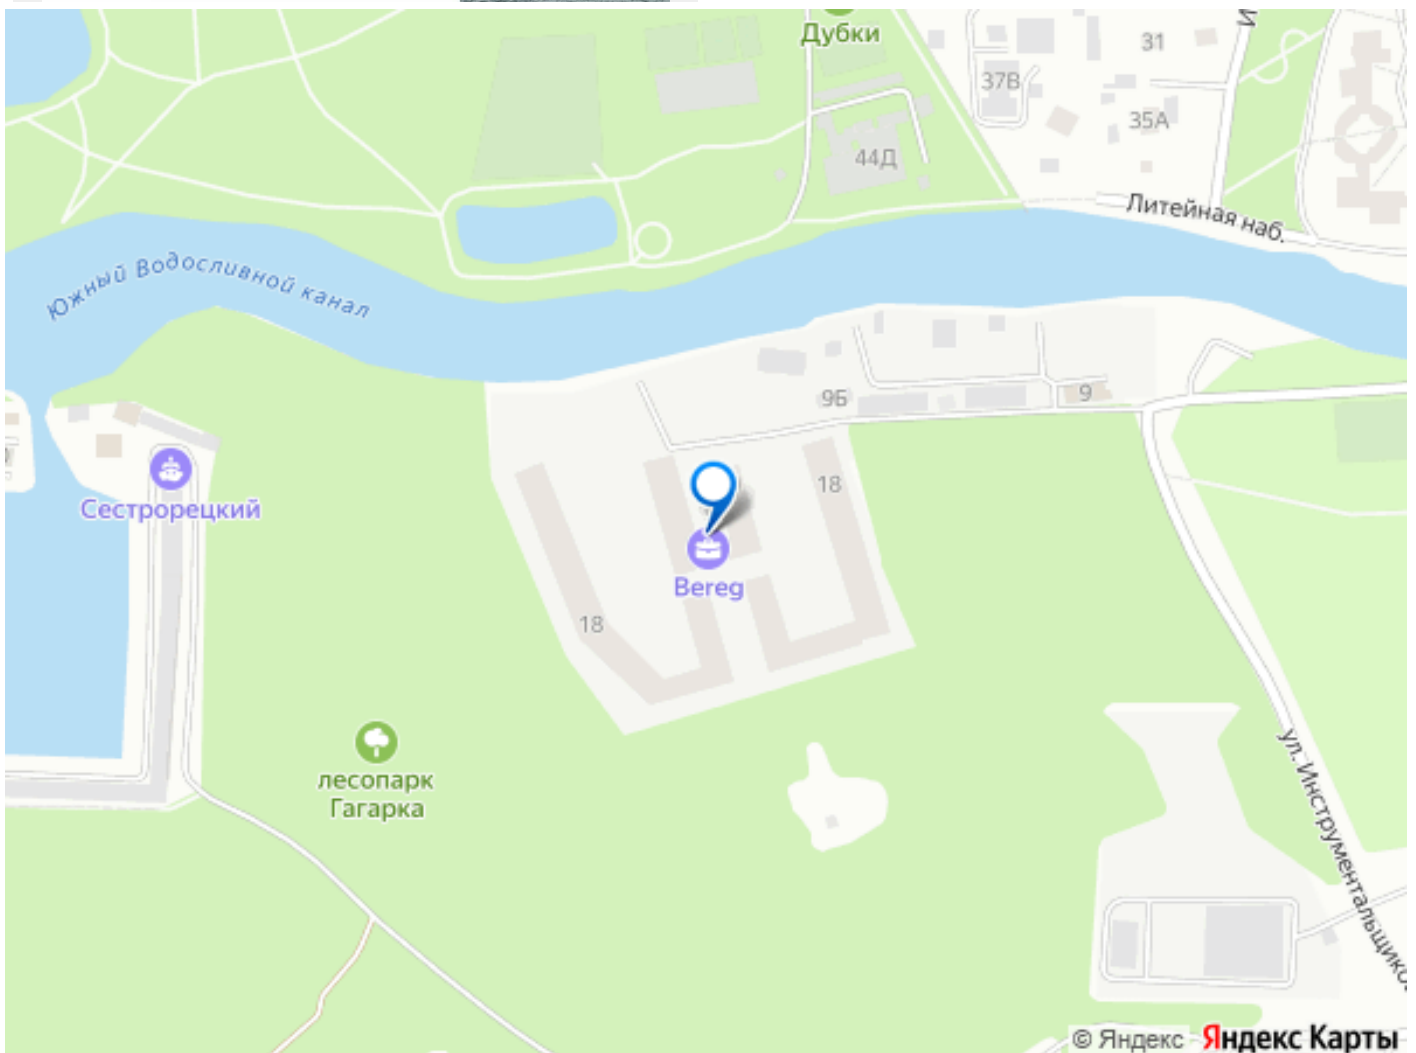 Дубки
31
37В
35А
44Д
Литейная наб.
Южный Водосливной канал
9Б
9
Сестрорецкий
18
Bereg
18
лесопарк
Гагарка
ул. Инструментальщиков
© Яндекс Яндекс Карты